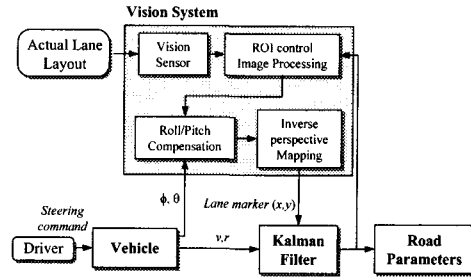 Vision System
Actual Lane
Layout
Vision
Sensor
ROI control
Image Processing
Roll/Pitch
Compensation
Inverse
perspective
Mapping
ϕ, θ
Lane marker (x,y)
Steering
command
v,r
Driver
Vehicle
Kalman
Filter
Road
Parameters